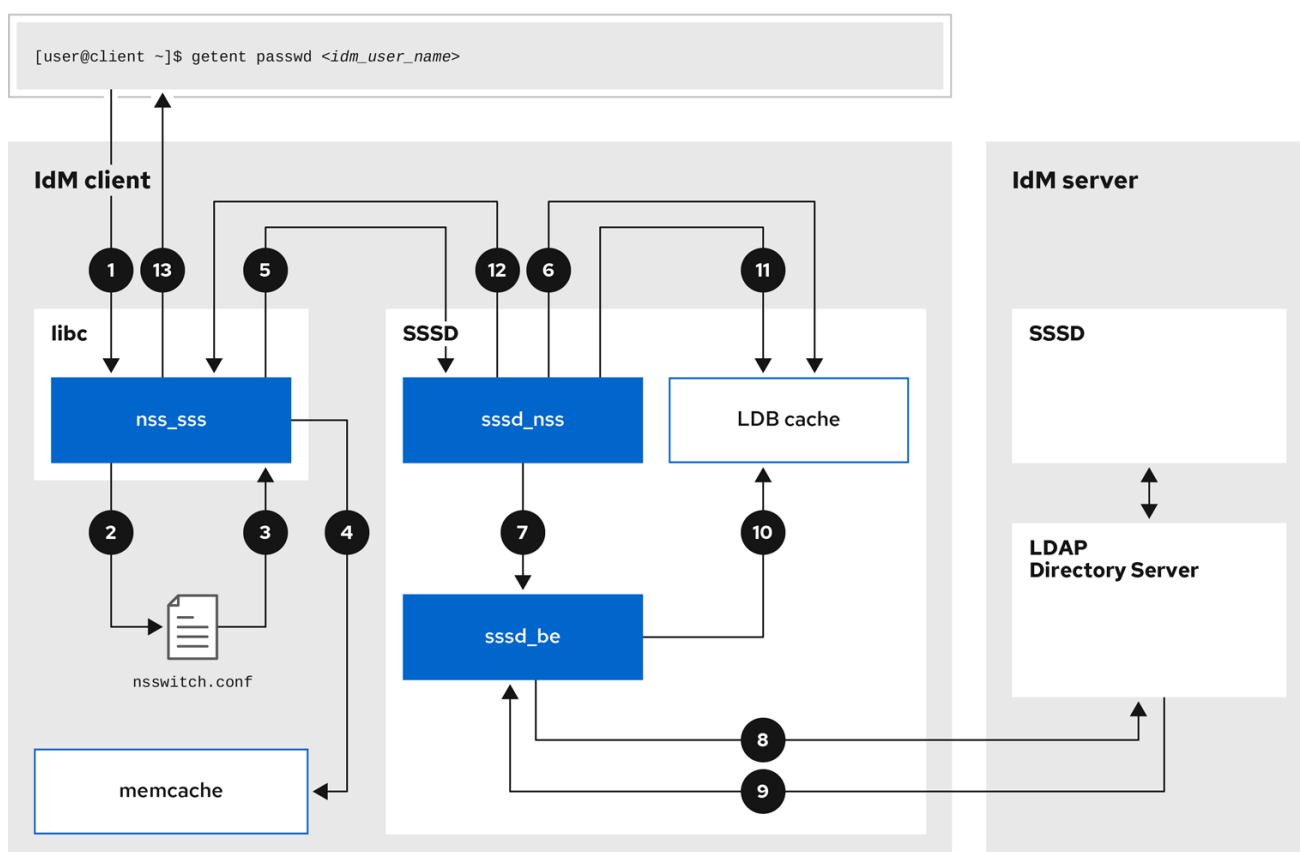 [user@client ~]$ getent passwd <idm_user_name>
IdM client
IdM server
1
13
5
12
6
11
libc
SSSD
SSSD
nss_sss
sssd_nss
LDB cache
2
3
4
7
10
LDAP
Directory Server
sssd_be
nsswitch.conf
8
memcache
9